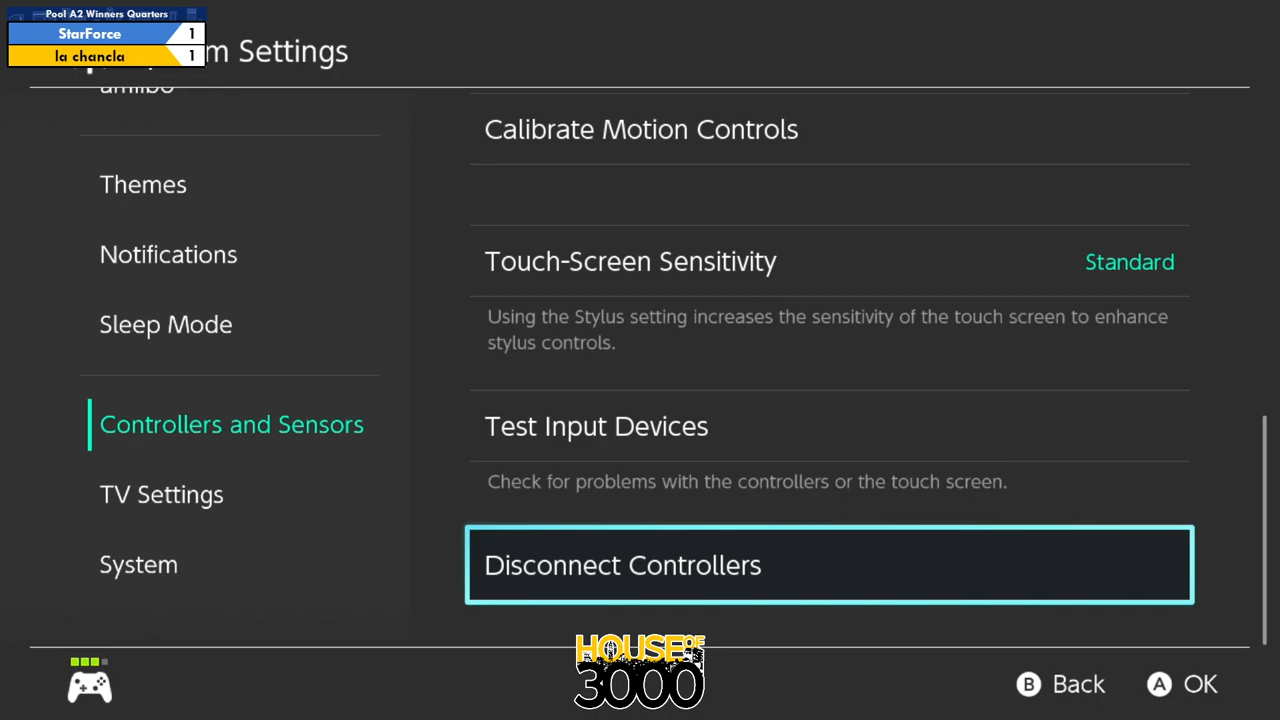 Pool A2 Winners Quarters
StarForce 1
la chancla 1
m Settings
amiibo
Themes
Notifications
Sleep Mode
Controllers and Sensors
TV Settings
System
Calibrate Motion Controls
Touch-Screen Sensitivity Standard
Using the Stylus setting increases the sensitivity of the touch screen to enhance
stylus controls.
Test Input Devices
Check for problems with the controllers or the touch screen.
Disconnect Controllers
HOUSE OF
3000
B Back A OK